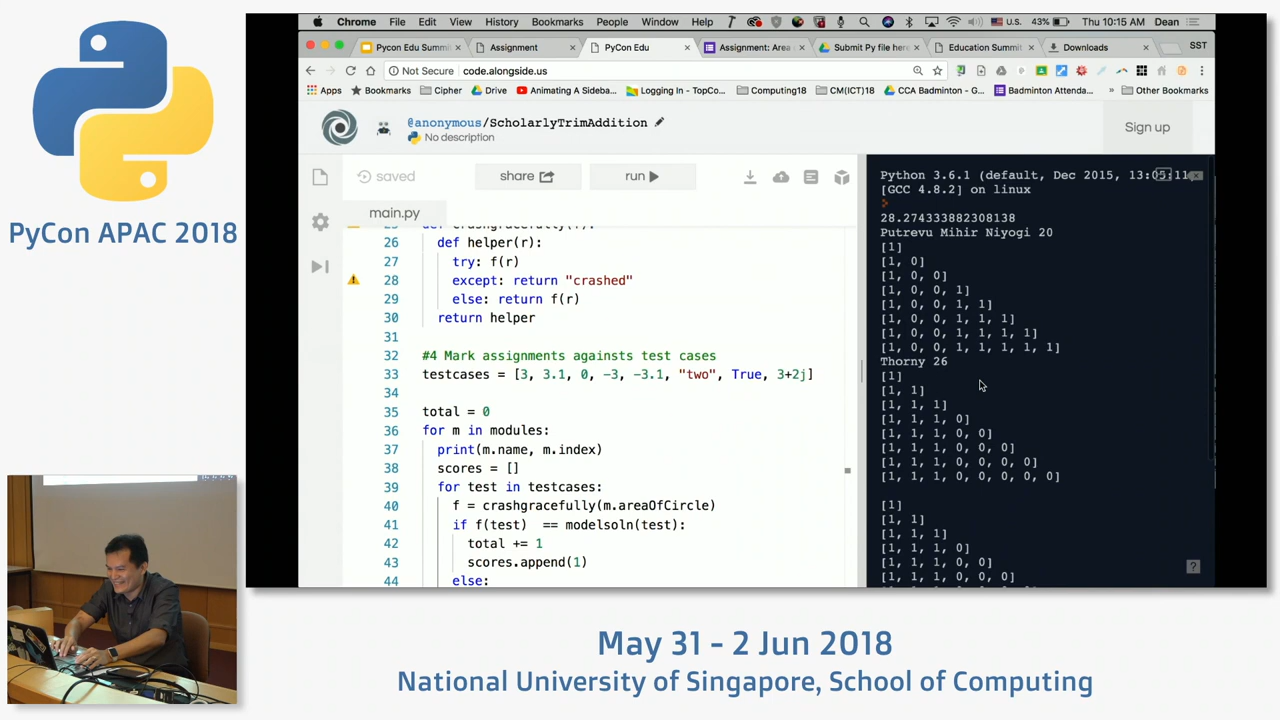 Chrome File Edit View History Bookmarks People Window Help U.S. 43% Thu 10:15 AM Dean
Pycon Edu Summi Assignment PyCon Edu Assignment: Area Submit Py file her Education Summit Downloads SST
Not Secure code.alongside.us
Apps Bookmarks Cipher Drive Animating A Sideba... Logging In - TopCo... Computing18 CM(ICT)18 CCA Badminton - G... Badminton Attenda... » Other Bookmarks
@anonymous/ScholarlyTrimAddition
No description
Sign up
saved share run
main.py
26 def helper(r):
27 try: f(r)
28 except: return "crashed"
29 else: return f(r)
30 return helper
31
32 #4 Mark assignments againsts test cases
33 testcases = [3, 3.1, 0, -3, -3.1, "two", True, 3+2j]
34
35 total = 0
36 for m in modules:
37 print(m.name, m.index)
38 scores = []
39 for test in testcases:
40 f = crashgracefully(m.areaOfCircle)
41 if f(test) == modelsoln(test):
42 total += 1
43 scores.append(1)
44 else:
Python 3.6.1 (default, Dec 2015,
[GCC 4.8.2] on linux
28.274333882308138
Putrevu Mihir Niyogi 20
[1]
[1, 0]
[1, 0, 0]
[1, 0, 0, 1]
[1, 0, 0, 1, 1]
[1, 0, 0, 1, 1, 1]
[1, 0, 0, 1, 1, 1, 1]
[1, 0, 0, 1, 1, 1, 1, 1]
Thorny 26
[1]
[1, 1]
[1, 1, 1]
[1, 1, 1, 0]
[1, 1, 1, 0, 0]
[1, 1, 1, 0, 0, 0]
[1, 1, 1, 0, 0, 0, 0]
[1, 1, 1, 0, 0, 0, 0, 0]
[1]
[1, 1]
[1, 1, 1]
[1, 1, 1, 0]
[1, 1, 1, 0, 0]
[1, 1, 1, 0, 0, 0]
?
PyCon APAC 2018
May 31 - 2 Jun 2018
National University of Singapore, School of Computing